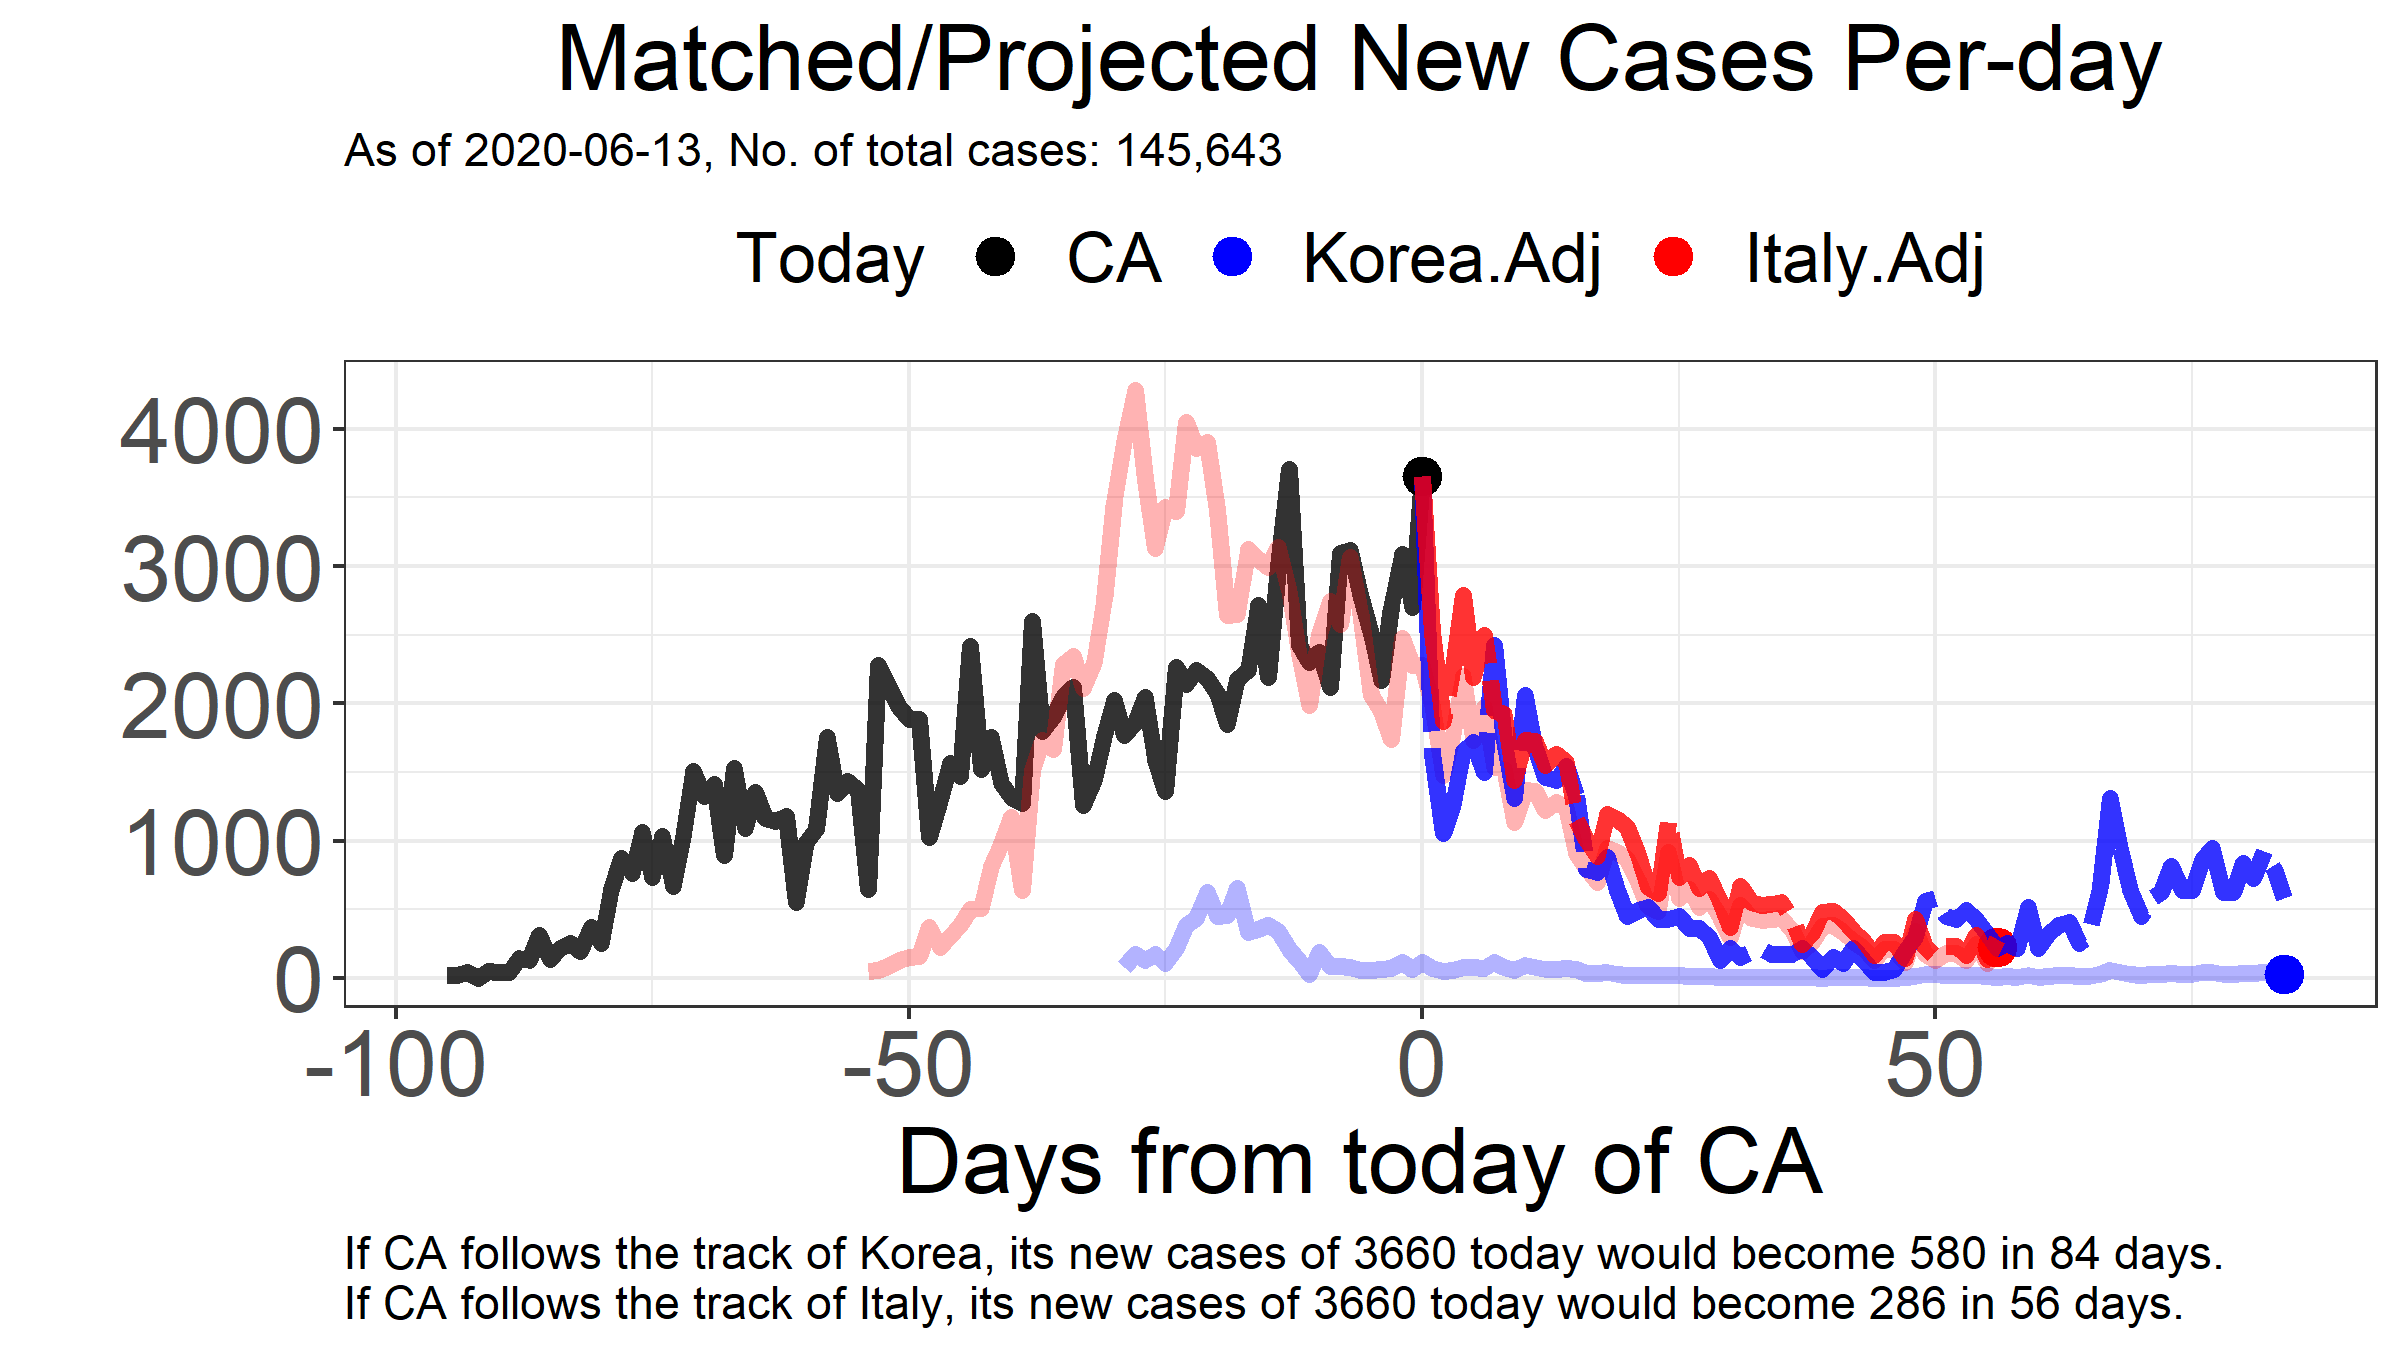 Matched/Projected New Cases Per-day
As of 2020-06-13, No. of total cases: 145,643
Today CA Korea.Adj Italy.Adj
4000
3000
2000
1000
0
-100 -50 0 50
Days from today of CA
If CA follows the track of Korea, its new cases of 3660 today would become 580 in 84 days.
If CA follows the track of Italy, its new cases of 3660 today would become 286 in 56 days.